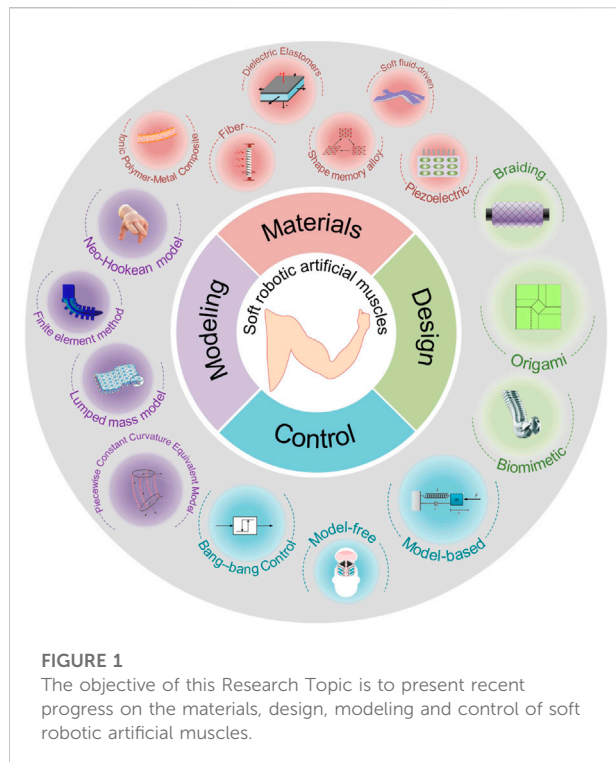 Dielectric Elastomers
Soft fluid-driven
Ionic Polymer-Metal Composite
Fiber
Shape memory alloy
Piezoelectric
Braiding
Neo-Hookean model
Materials
Finite element method
Modeling
Soft robotic artificial muscles
Design
Origami
Lumped mass model
Control
Biomimetic
Piecewise Constant Curvature Equivalent Model
Bang-bang Control
Model-free
Model-based
FIGURE 1
The objective of this Research Topic is to present recent
progress on the materials, design, modeling and control of soft
robotic artificial muscles.